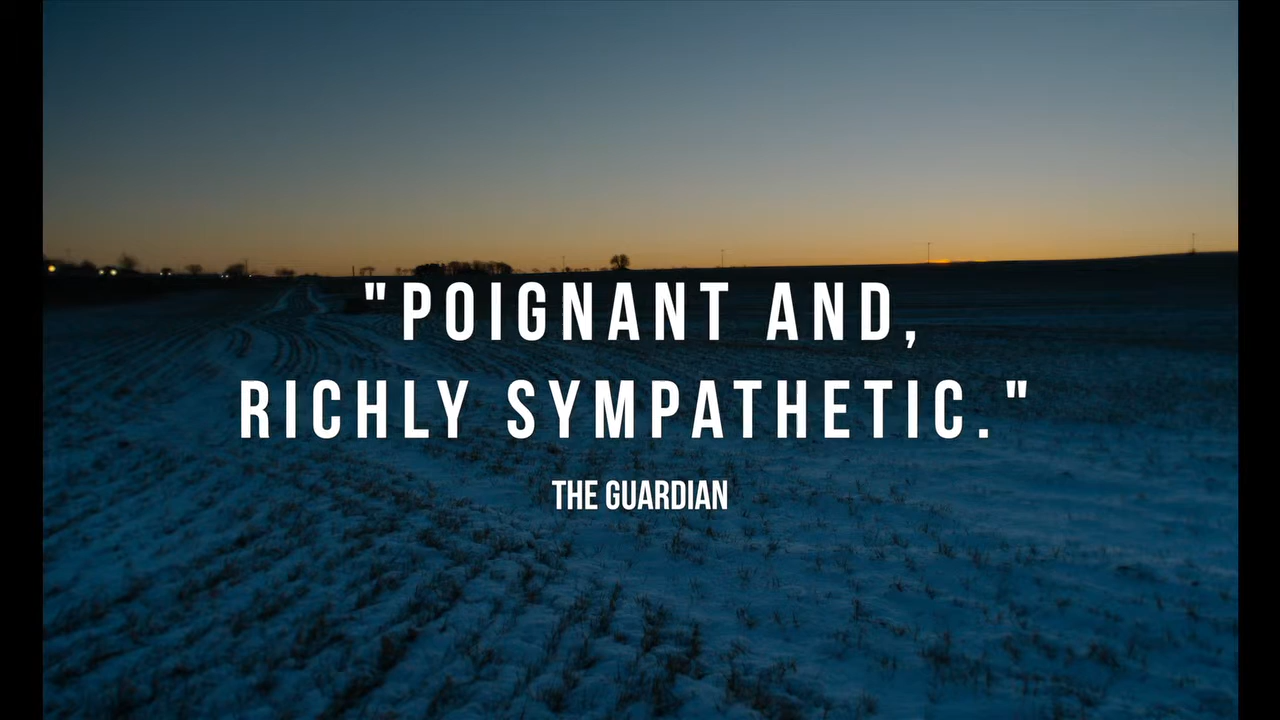 "POIGNANT AND,
RICHLY SYMPATHETIC."
THE GUARDIAN